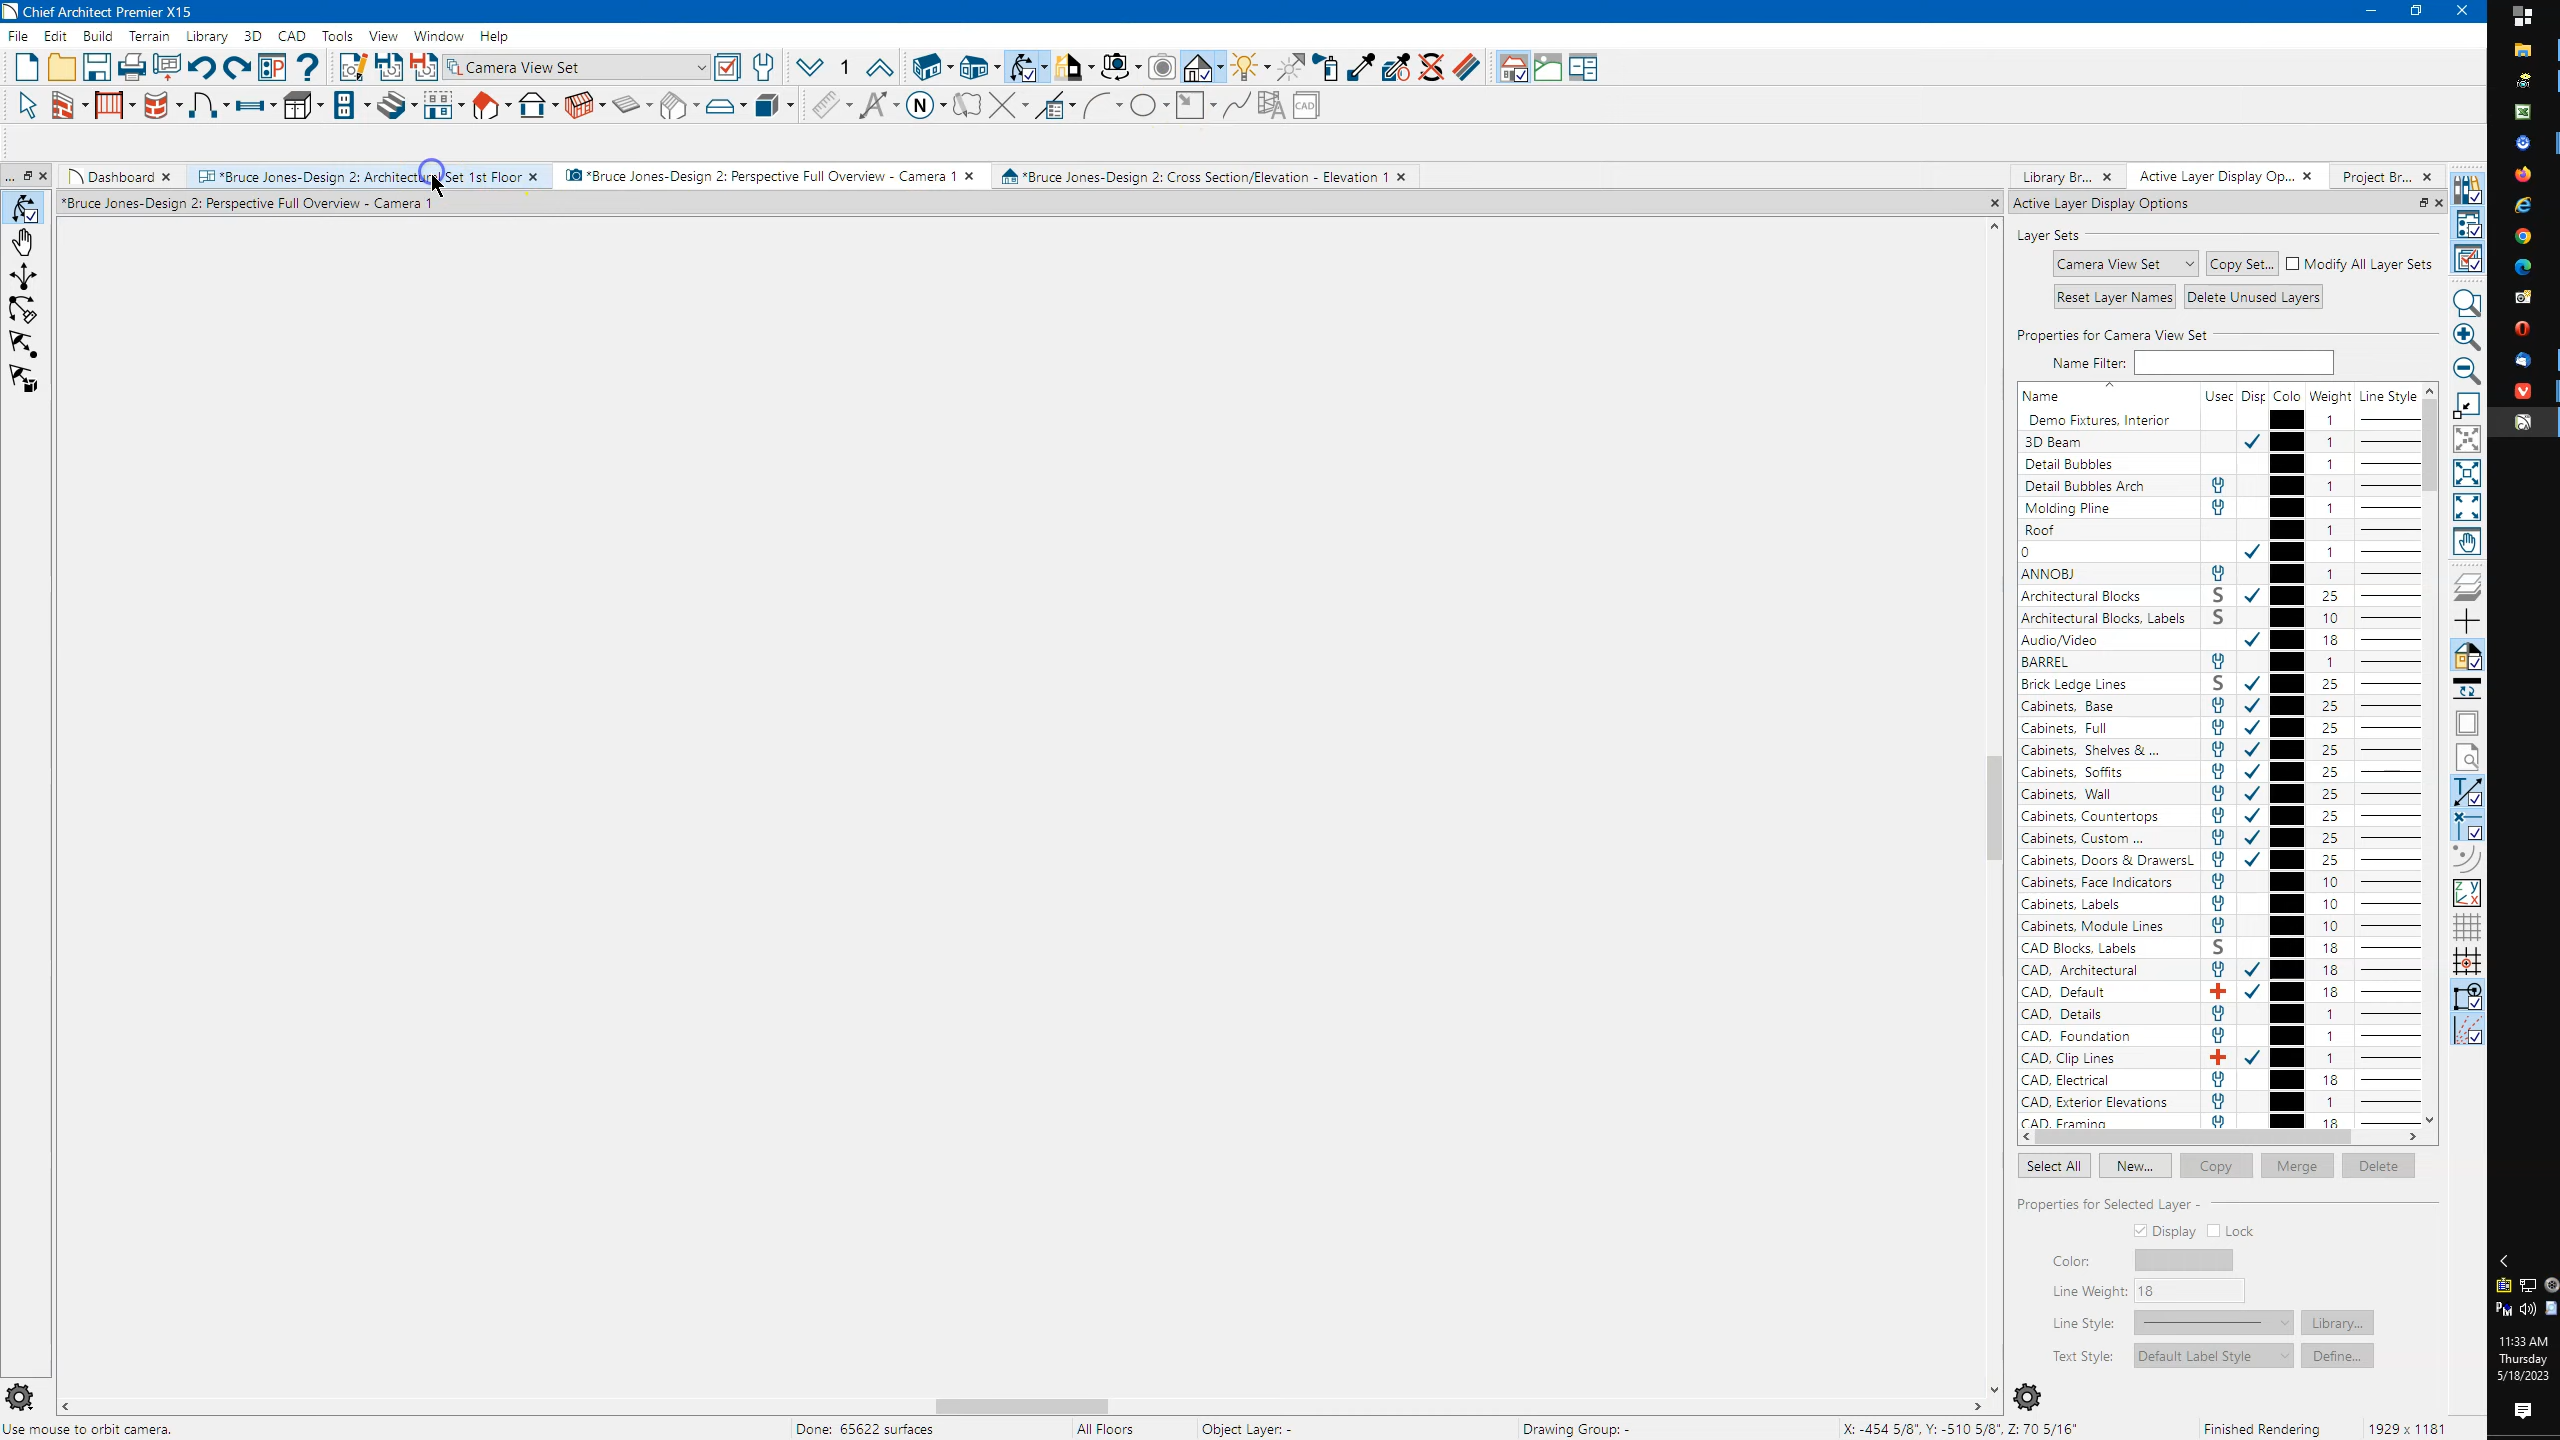 Chief Architect Premier X15
File Edit Build Terrain Library 3D CAD Tools View Window Help
Camera View Set 1
N CAD
Dashboard *Bruce Jones-Design 2: Architectural Set 1st Floor *Bruce Jones-Design 2: Perspective Full Overview - Camera 1 *Bruce Jones-Design 2: Cross Section/Elevation - Elevation 1
*Bruce Jones-Design 2: Perspective Full Overview - Camera 1
Library Br... Active Layer Display Op... Project Br...
Active Layer Display Options
Layer Sets
Camera View Set Copy Set... Modify All Layer Sets
Reset Layer Names Delete Unused Layers
Properties for Camera View Set
Name Filter:
Name Used Disp Colo Weight Line Style
Demo Fixtures, Interior 1
3D Beam 1
Detail Bubbles 1
Detail Bubbles Arch 1
Molding Pline 1
Roof 1
0 1
ANNOBJ 1
Architectural Blocks S 25
Architectural Blocks, Labels S 10
Audio/Video 18
BARREL 1
Brick Ledge Lines S 25
Cabinets, Base 25
Cabinets, Full 25
Cabinets, Shelves & ... 25
Cabinets, Soffits 25
Cabinets, Wall 25
Cabinets, Countertops 25
Cabinets, Custom ... 25
Cabinets, Doors & DrawersL 25
Cabinets, Face Indicators 10
Cabinets, Labels 10
Cabinets, Module Lines 10
CAD Blocks, Labels S 18
CAD, Architectural 18
CAD, Default 18
CAD, Details 1
CAD, Foundation 1
CAD, Clip Lines 1
CAD, Electrical 18
CAD, Exterior Elevations 1
CAD, Framing 18
Select All New... Copy Merge Delete
Properties for Selected Layer -
Display Lock
Color:
Line Weight: 18
Line Style: Library...
Text Style: Default Label Style Define...
11:33 AM
Thursday
5/18/2023
Use mouse to orbit camera. Done: 65622 surfaces All Floors Object Layer: - Drawing Group: - X: -454 5/8", Y: -510 5/8", Z: 70 5/16" Finished Rendering 1929 x 1181